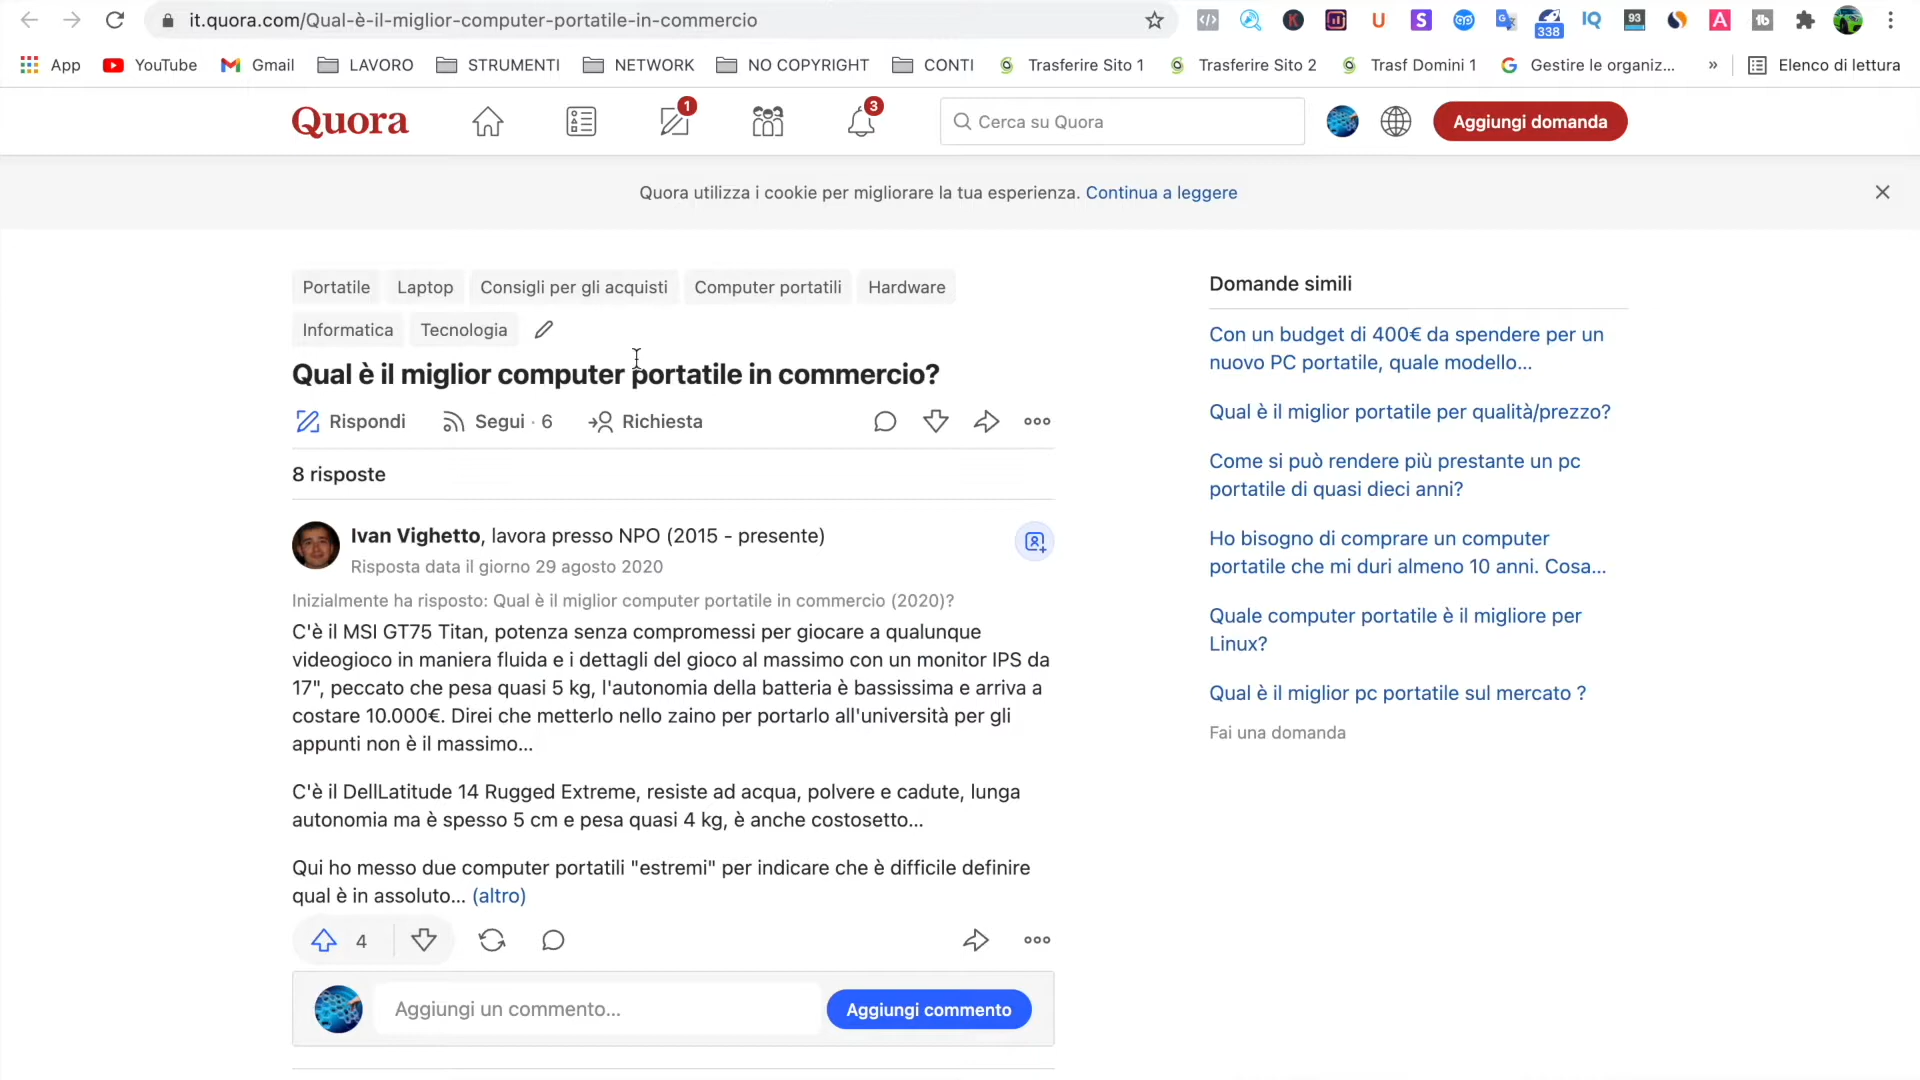 it.quora.com/Qual-è-il-miglior-computer-portatile-in-commercio
338
93
App
YouTube
Gmail
LAVORO
STRUMENTI
NETWORK
NO COPYRIGHT
CONTI
Trasferire Sito 1
Trasferire Sito 2
Trasf Domini 1
Gestire le organiz...
»
Elenco di lettura
Quora
1
3
Cerca su Quora
Aggiungi domanda
Quora utilizza i cookie per migliorare la tua esperienza. Continua a leggere
Portatile
Laptop
Consigli per gli acquisti
Computer portatili
Hardware
Informatica
Tecnologia
Qual è il miglior computer portatile in commercio?
Rispondi
Segui · 6
Richiesta
8 risposte
Ivan Vighetto, lavora presso NPO (2015 - presente)
Risposta data il giorno 29 agosto 2020
Inizialmente ha risposto: Qual è il miglior computer portatile in commercio (2020)?
C'è il MSI GT75 Titan, potenza senza compromessi per giocare a qualunque
videogioco in maniera fluida e i dettagli del gioco al massimo con un monitor IPS da
17", peccato che pesa quasi 5 kg, l'autonomia della batteria è bassissima e arriva a
costare 10.000€. Direi che metterlo nello zaino per portarlo all'università per gli
appunti non è il massimo...
C'è il DellLatitude 14 Rugged Extreme, resiste ad acqua, polvere e cadute, lunga
autonomia ma è spesso 5 cm e pesa quasi 4 kg, è anche costosetto...
Qui ho messo due computer portatili "estremi" per indicare che è difficile definire
qual è in assoluto... (altro)
4
Aggiungi un commento...
Aggiungi commento
Domande simili
Con un budget di 400€ da spendere per un
nuovo PC portatile, quale modello...
Qual è il miglior portatile per qualità/prezzo?
Come si può rendere più prestante un pc
portatile di quasi dieci anni?
Ho bisogno di comprare un computer
portatile che mi duri almeno 10 anni. Cosa...
Quale computer portatile è il migliore per
Linux?
Qual è il miglior pc portatile sul mercato ?
Fai una domanda